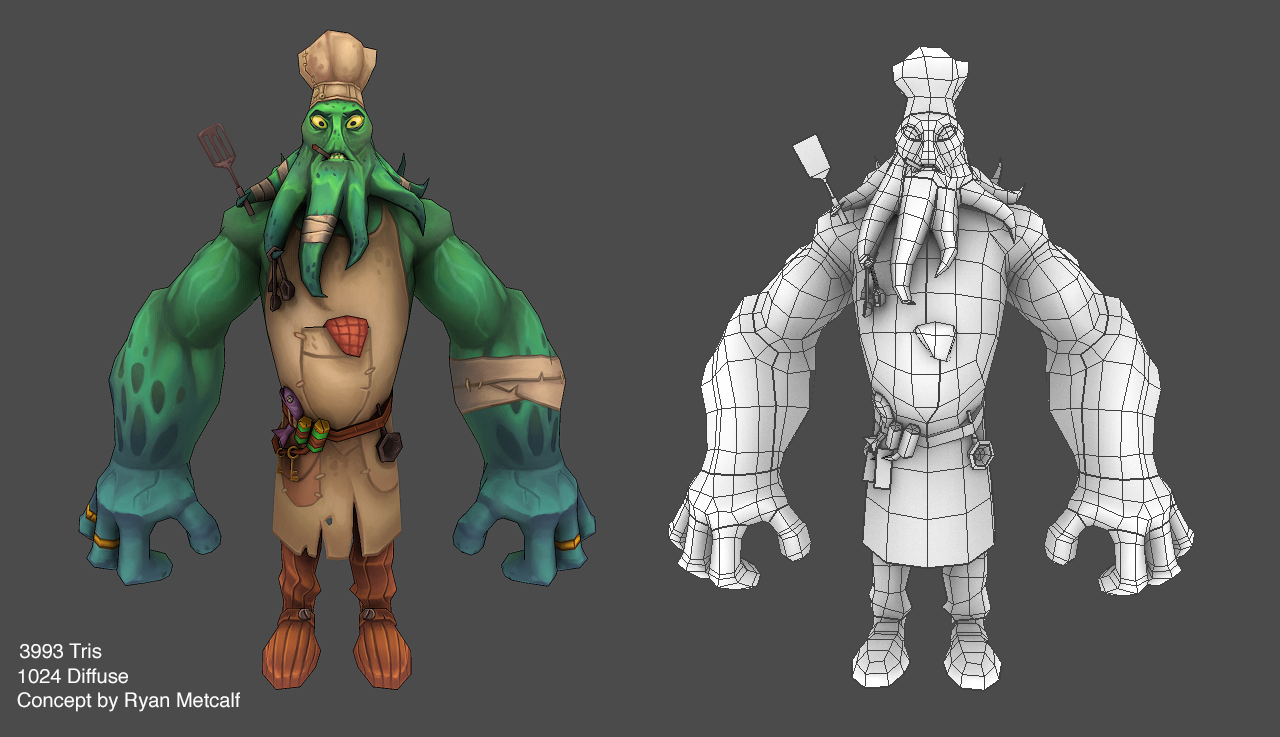 3993 Tris
1024 Diffuse
Concept by Ryan Metcalf